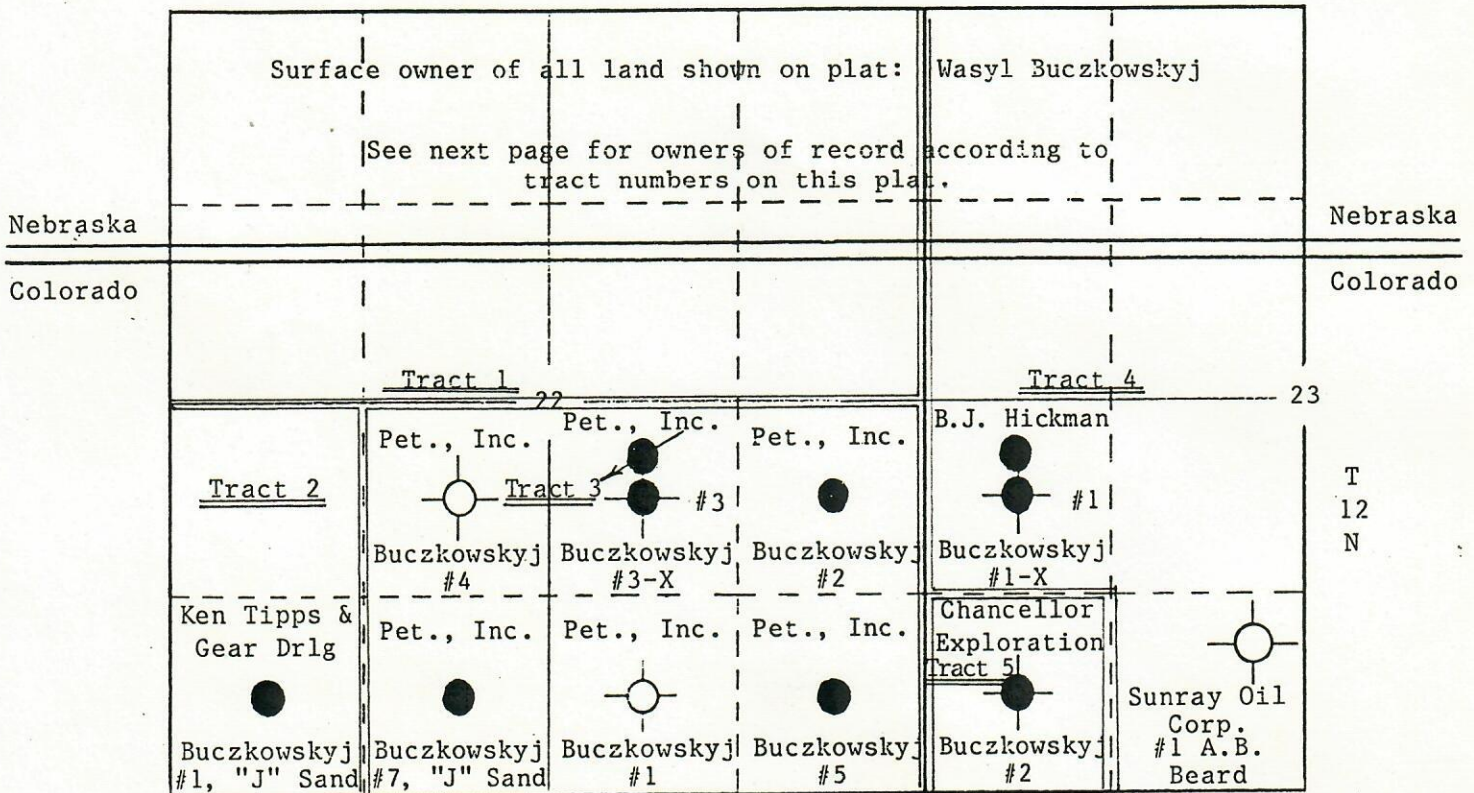 Surface owner of all land shown on plat: Wasyl Buczkowskyj
See next page for owners of record according to
tract numbers on this plat.
Nebraska
Nebraska
Colorado
Colorado
Tract 1
22
Tract 4
23
Tract 2
Pet., Inc.
Buczkowskyj
#4
Pet., Inc.
Tract 3
#3
Buczkowskyj
#3-X
Pet., Inc.
Buczkowskyj
#2
B.J. Hickman
#1
Buczkowskyj
#1-X
T
12
N
Ken Tipps &
Gear Drlg
Buczkowskyj
#1, "J" Sand
Pet., Inc.
Buczkowskyj
#7, "J" Sand
Pet., Inc.
Buczkowskyj
#1
Pet., Inc.
Buczkowskyj
#5
Chancellor
Exploration
Tract 5
Buczkowskyj
#2
Sunray Oil
Corp.
#1 A.B.
Beard